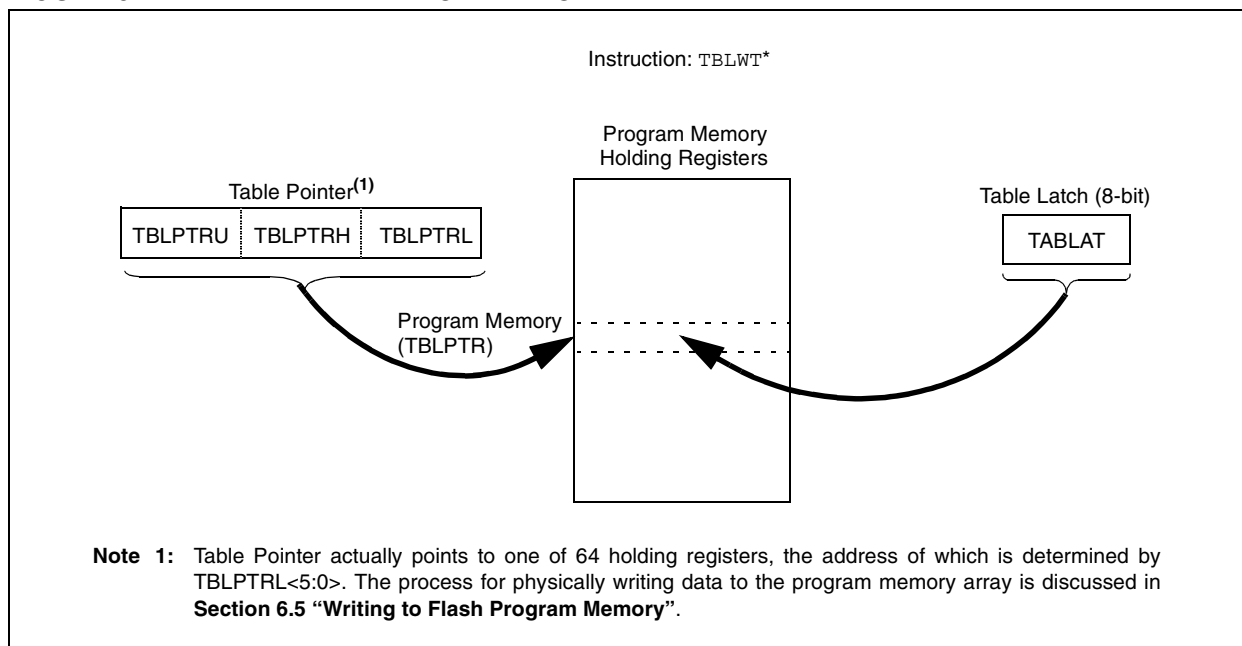 Instruction: TBLWT*
Program Memory
Holding Registers
Table Pointer(1)
Table Latch (8-bit)
TBLPTRU TBLPTRH TBLPTRL
TABLAT
Program Memory
(TBLPTR)
Note 1: Table Pointer actually points to one of 64 holding registers, the address of which is determined by
TBLPTRL<5:0>. The process for physically writing data to the program memory array is discussed in
Section 6.5 “Writing to Flash Program Memory”.